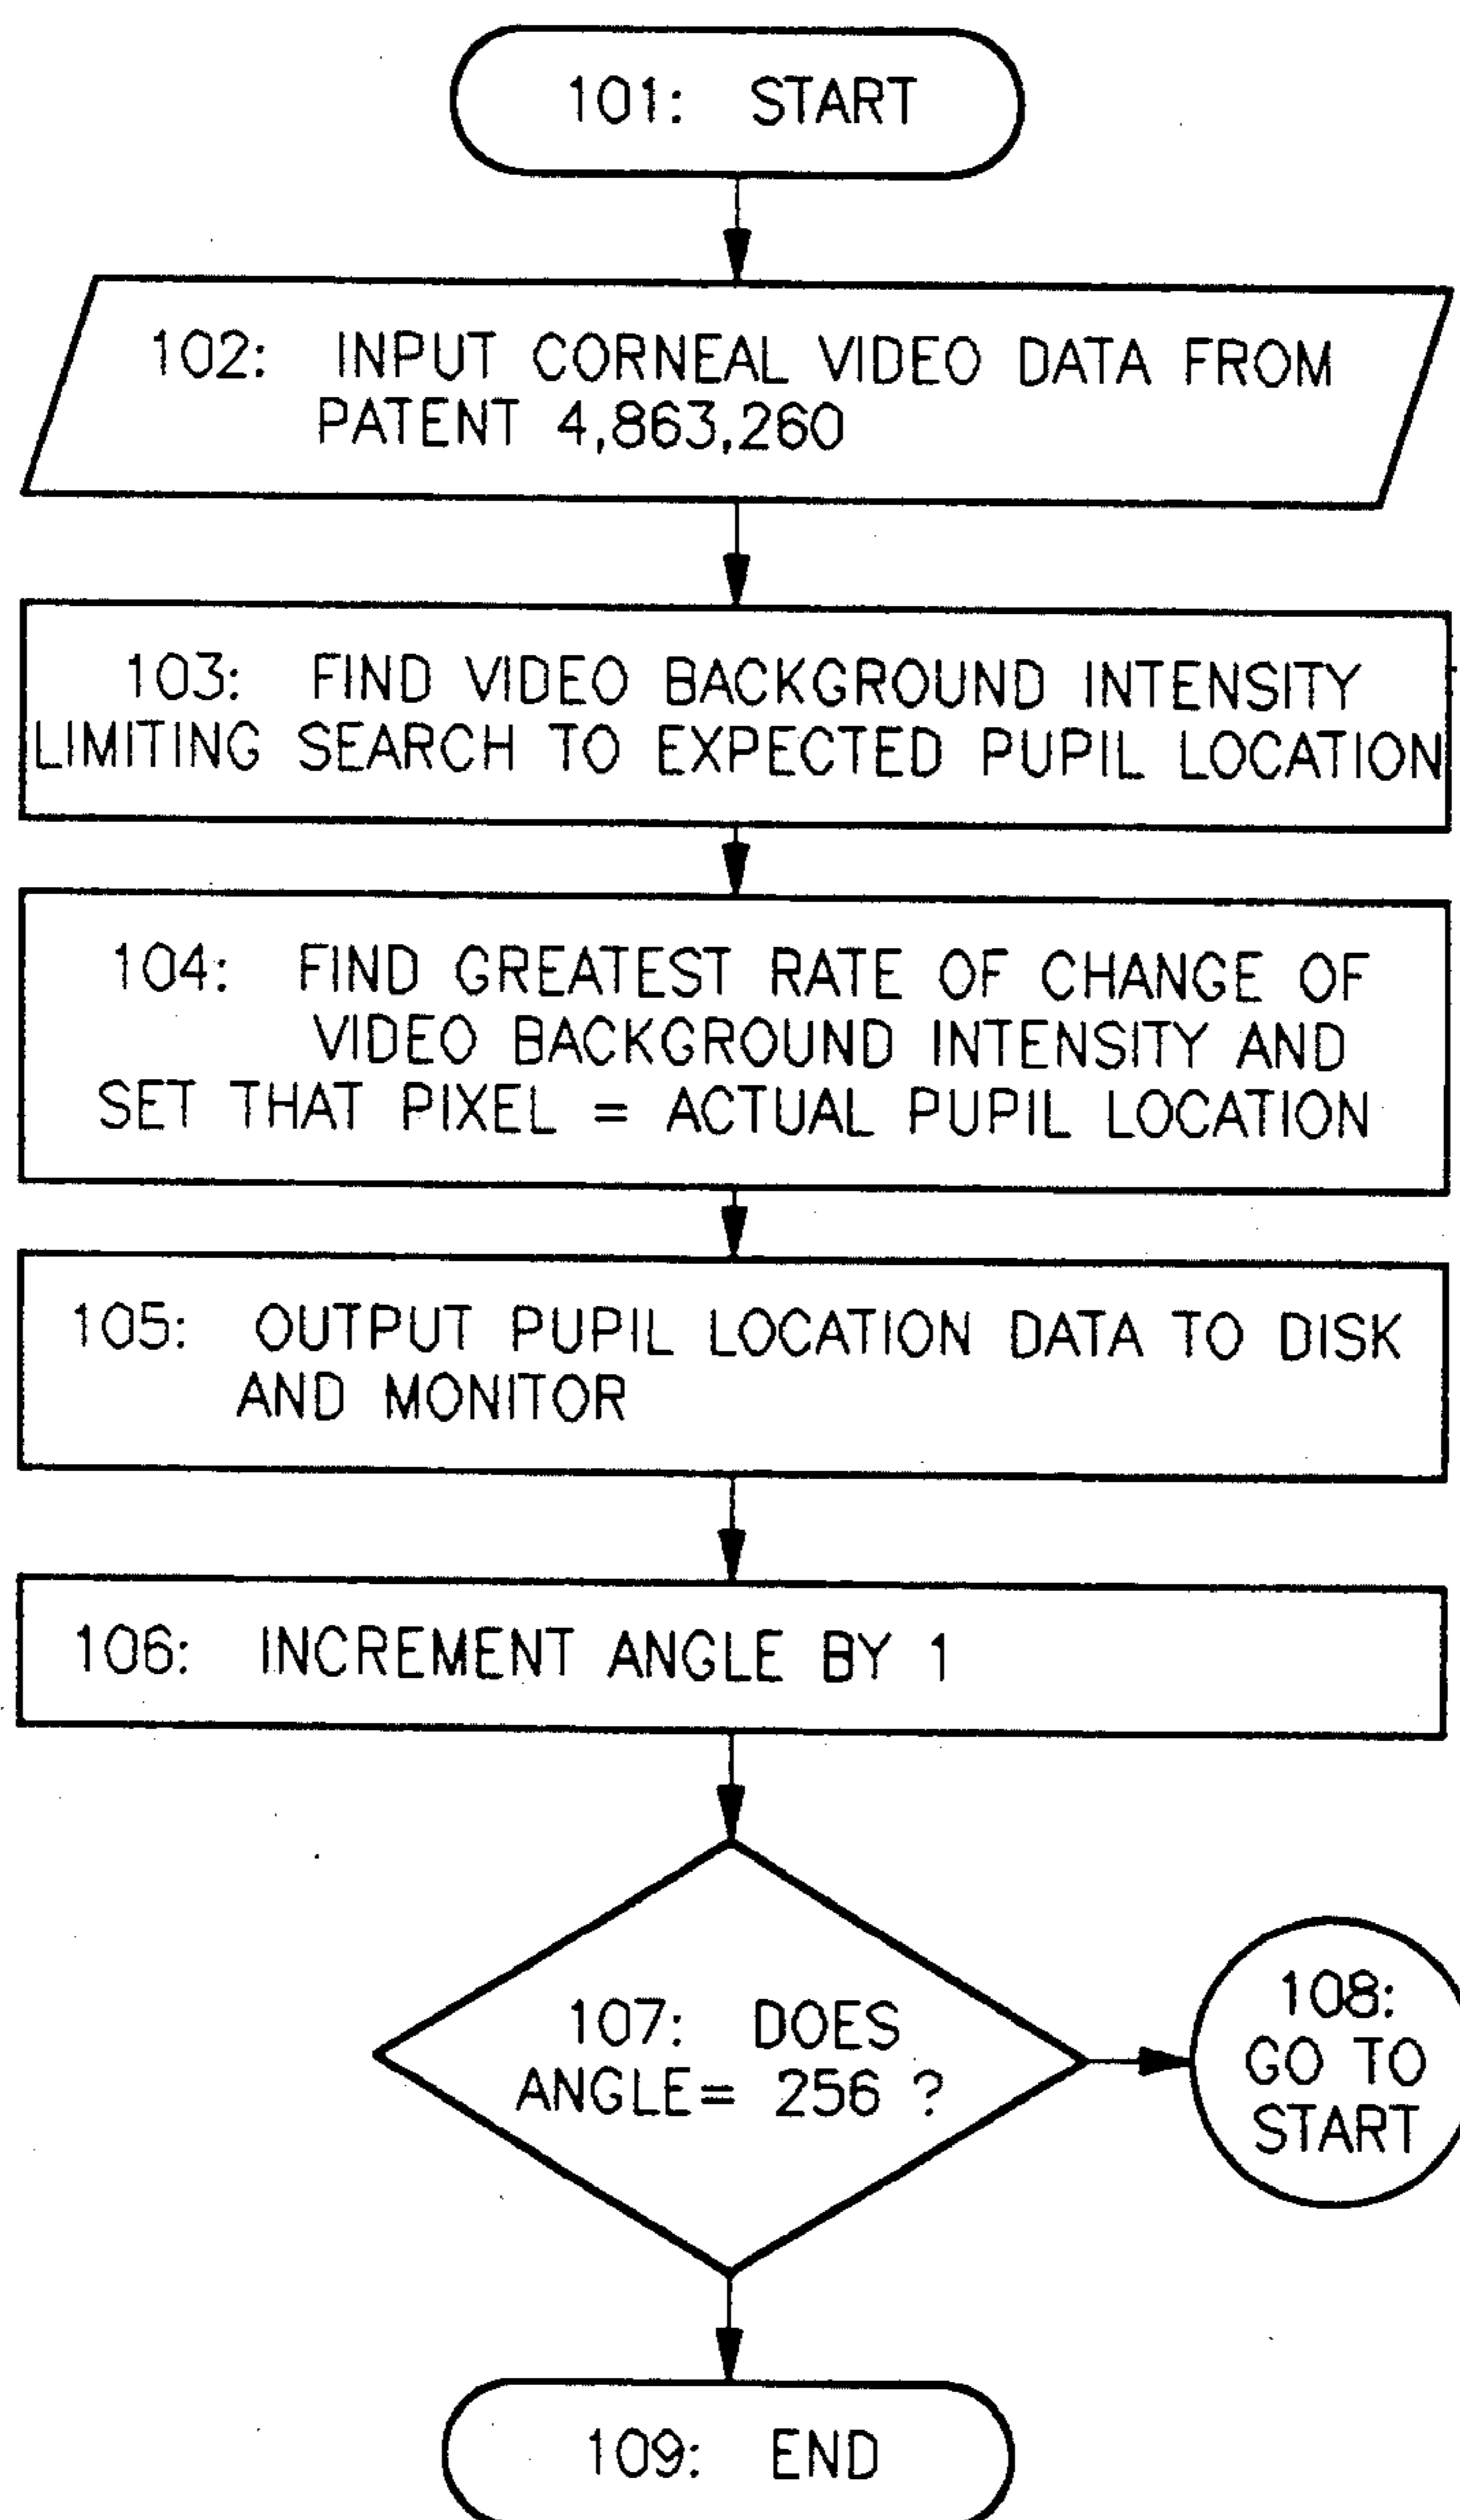 101: START
102: INPUT CORNEAL VIDEO DATA FROM
PATENT 4,863,260
103: FIND VIDEO BACKGROUND INTENSITY
LIMITING SEARCH TO EXPECTED PUPIL LOCATION
104: FIND GREATEST RATE OF CHANGE OF
VIDEO BACKGROUND INTENSITY AND
SET THAT PIXEL = ACTUAL PUPIL LOCATION
105: OUTPUT PUPIL LOCATION DATA TO DISK
AND MONITOR
106: INCREMENT ANGLE BY 1
107: DOES
ANGLE= 256 ?
108:
GO TO
START
109: END